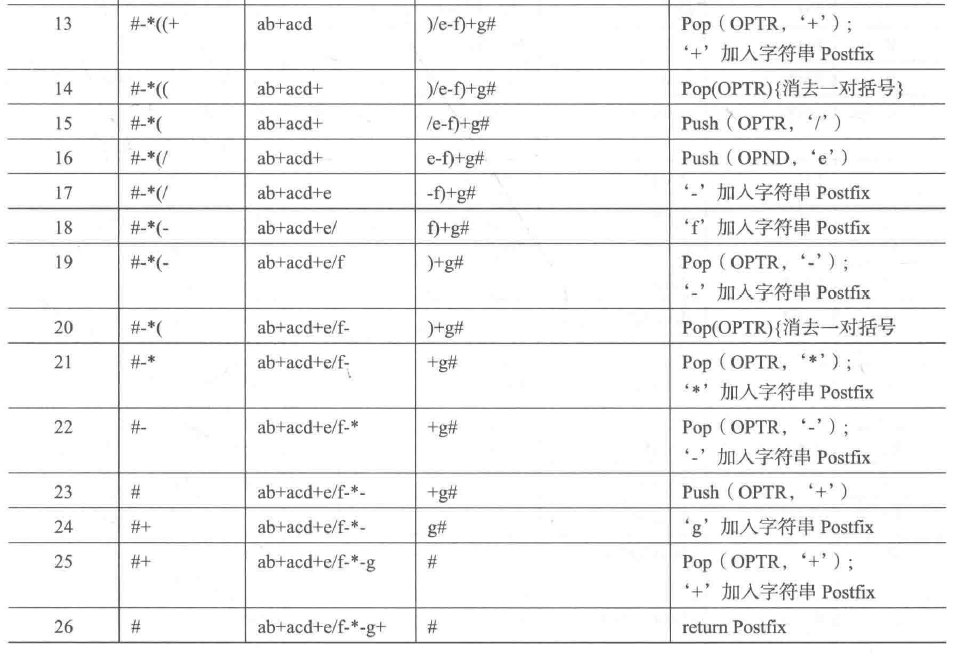 13 #-*((+ ab+acd )/e-f)+g# Pop（OPTR，‘+’）;
‘+’加入字符串 Postfix
14 #-*(( ab+acd+ )/e-f)+g# Pop(OPTR){消去一对括号}
15 #-*( ab+acd+ /e-f)+g# Push（OPTR，‘/’）
16 #-*(/ ab+acd+ e-f)+g# Push（OPND，‘e’）
17 #-*(/ ab+acd+e -f)+g# ‘-’加入字符串 Postfix
18 #-*(- ab+acd+e/ f)+g# ‘f’加入字符串 Postfix
19 #-*(- ab+acd+e/f )+g# Pop（OPTR，‘-’）;
‘-’加入字符串 Postfix
20 #-*( ab+acd+e/f- )+g# Pop(OPTR){消去一对括号
21 #-* ab+acd+e/f- +g# Pop（OPTR，‘*’）;
‘*’加入字符串 Postfix
22 #- ab+acd+e/f-* +g# Pop（OPTR，‘-’）;
‘-’加入字符串 Postfix
23 # ab+acd+e/f-*- +g# Push（OPTR，‘+’）
24 #+ ab+acd+e/f-*- g# ‘g’加入字符串 Postfix
25 #+ ab+acd+e/f-*-g # Pop（OPTR，‘+’）;
‘+’加入字符串 Postfix
26 # ab+acd+e/f-*-g+ # return Postfix